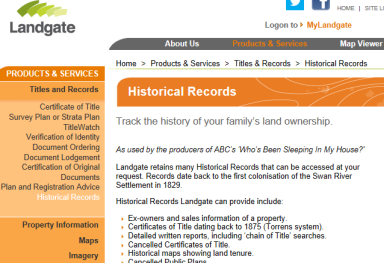 Landgate
HOME | SITE
Logon to MyLandgate
About Us Products & Services Map Viewer
Home > Products & Services > Titles & Records > Historical Records
PRODUCTS & SERVICES
Titles and Records
Certificate of Title
Survey Plan or Strata Plan
TitleWatch
Verification of Identity
Document Ordering
Document Lodgement
Certification of Original
Documents
Plan and Registration Advice
Historical Records
Property Information
Maps
Imagery
Historical Records
Track the history of your family's land ownership.
As used by the producers of ABC's 'Who's Been Sleeping In My House?'
Landgate retains many Historical Records that can be accessed at your
request. Records date back to the first colonisation of the Swan River
Settlement in 1829.
Historical Records Landgate can provide include:
Ex-owners and sales information of a property.
Certificates of Title dating back to 1875 (Torrens system).
Detailed written reports, including 'chain of Title' searches.
Cancelled Certificates of Title.
Historical maps showing land tenure.
Cancelled Public Plans